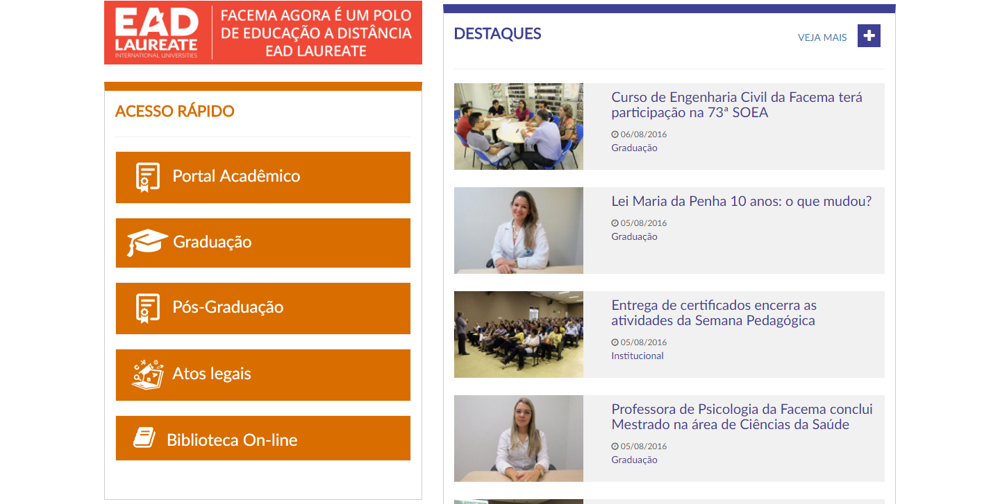 EAD
LAUREATE
INTERNATIONAL UNIVERSITIES
FACEMA AGORA É UM POLO
DE EDUCAÇÃO A DISTÂNCIA
EAD LAUREATE
ACESSO RÁPIDO
Portal Acadêmico
Graduação
Pós-Graduação
Atos legais
Biblioteca On-line
DESTAQUES
VEJA MAIS
Curso de Engenharia Civil da Facema terá
participação na 73ª SOEA
06/08/2016
Graduação
Lei Maria da Penha 10 anos: o que mudou?
05/08/2016
Graduação
Entrega de certificados encerra as
atividades da Semana Pedagógica
05/08/2016
Institucional
Professora de Psicologia da Facema conclui
Mestrado na área de Ciências da Saúde
05/08/2016
Graduação